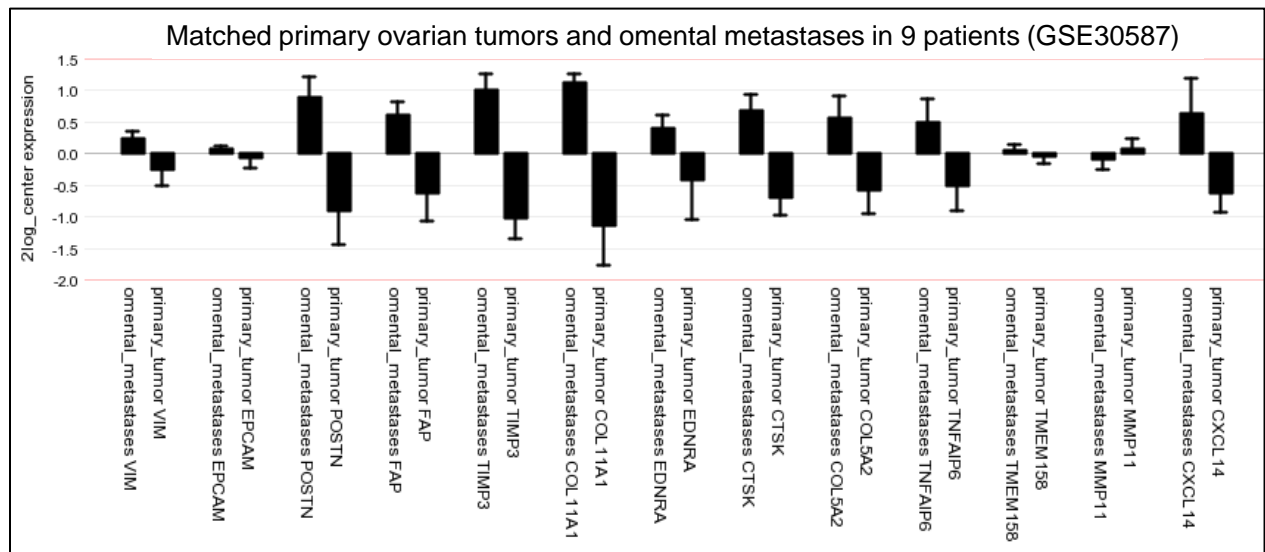 Matched primary ovarian tumors and omental metastases in 9 patients (GSE30587)
2log_center expression
1.5
1.0
0.5
0.0
-0.5
-1.0
-1.5
-2.0
omental_metastases VIM
primary_tumor VIM
omental_metastases EPCAM
primary_tumor EPCAM
omental_metastases POSTN
primary_tumor POSTN
omental_metastases FAP
primary_tumor FAP
omental_metastases TIMP3
primary_tumor TIMP3
omental_metastases COL11A1
primary_tumor COL11A1
omental_metastases EDNRA
primary_tumor EDNRA
omental_metastases CTSK
primary_tumor CTSK
omental_metastases COL5A2
primary_tumor COL5A2
omental_metastases TNFAIP6
primary_tumor TNFAIP6
omental_metastases TMEM158
primary_tumor TMEM158
omental_metastases MMP11
primary_tumor MMP11
omental_metastases CXCL14
primary_tumor CXCL14